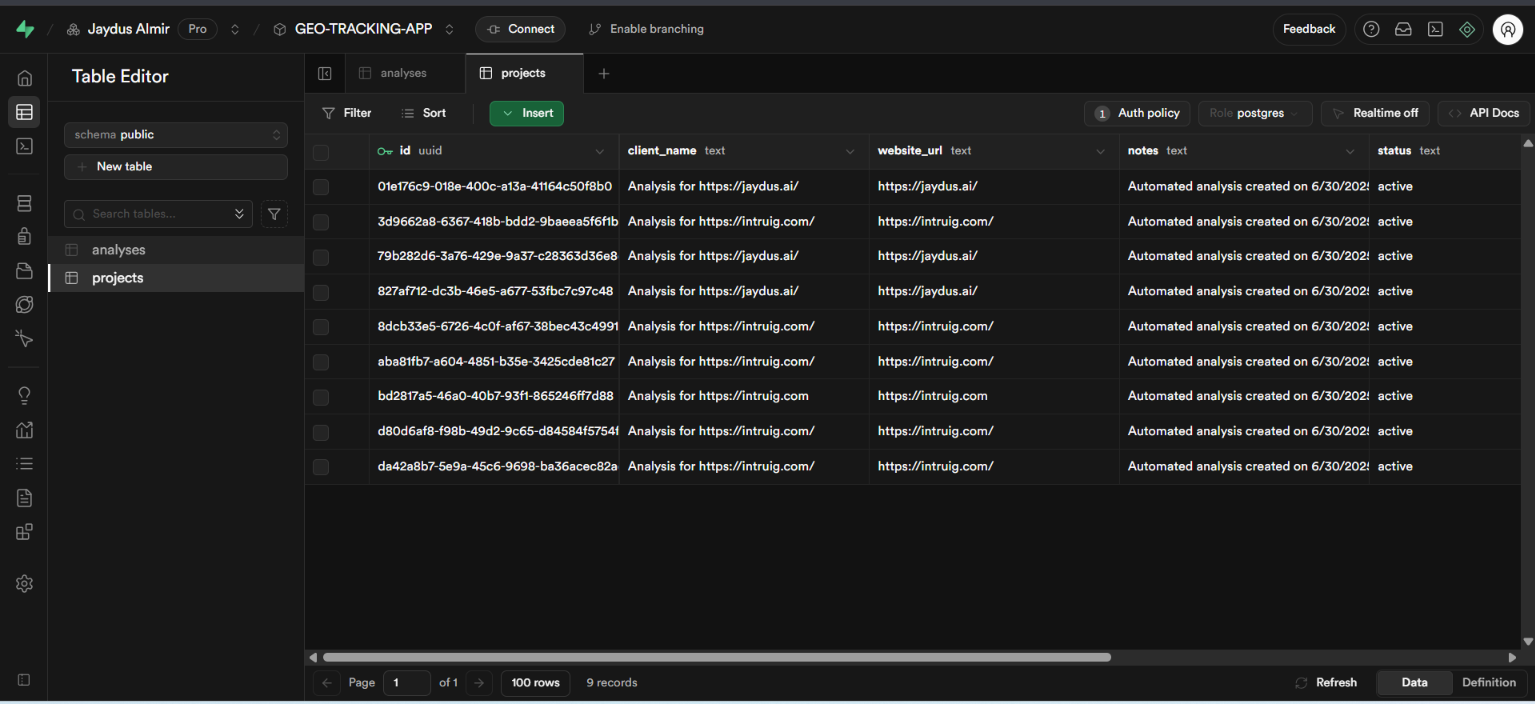 Jaydus Almir Pro GEO-TRACKING-APP Connect Enable branching Feedback
Table Editor
analyses projects
schema public
New table
Search tables...
analyses
projects
Filter Sort Insert 1 Auth policy Role postgres Realtime off API Docs
id uuid client_name text website_url text notes text status text
01e176c9-018e-400c-a13a-41164c50f8b0 Analysis for https://jaydus.ai/ https://jaydus.ai/ Automated analysis created on 6/30/2025 active
3d9662a8-6367-418b-bdd2-9baeea5f6f1b Analysis for https://intruig.com/ https://intruig.com/ Automated analysis created on 6/30/2025 active
79b282d6-3a76-429e-9a37-c28363d36e8 Analysis for https://jaydus.ai/ https://jaydus.ai/ Automated analysis created on 6/30/2025 active
827af712-dc3b-46e5-a677-53fbc7c97c48 Analysis for https://jaydus.ai/ https://jaydus.ai/ Automated analysis created on 6/30/2025 active
8dcb33e5-6726-4c0f-af67-38bec43c4991 Analysis for https://intruig.com/ https://intruig.com/ Automated analysis created on 6/30/2025 active
aba81fb7-a604-4851-b35e-3425cde81c27 Analysis for https://intruig.com/ https://intruig.com/ Automated analysis created on 6/30/2025 active
bd2817a5-46a0-40b7-93f1-865246ff7d88 Analysis for https://intruig.com https://intruig.com Automated analysis created on 6/30/2025 active
d80d6af8-f98b-49d2-9c65-d84584f5754f Analysis for https://intruig.com/ https://intruig.com/ Automated analysis created on 6/30/2025 active
da42a8b7-5e9a-45c6-9698-ba36acec82a Analysis for https://intruig.com/ https://intruig.com/ Automated analysis created on 6/30/2025 active
Page 1 of 1 100 rows 9 records Refresh Data Definition